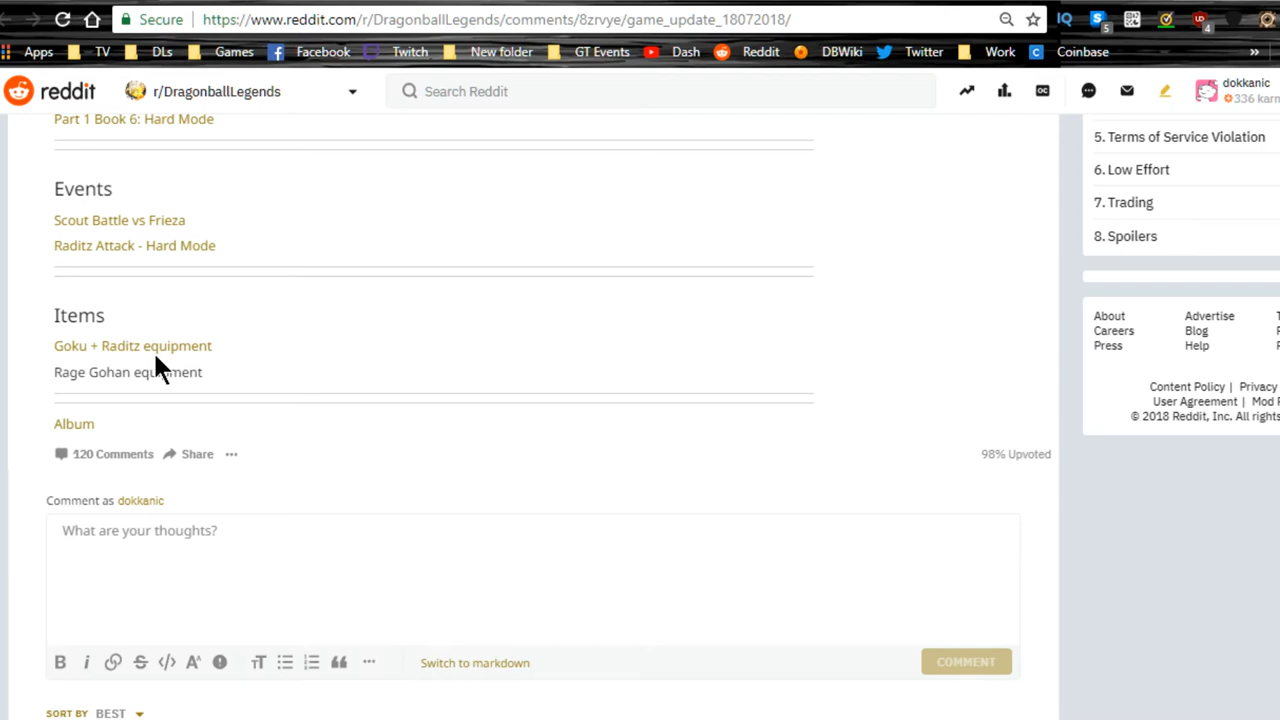 Secure https://www.reddit.com/r/DragonballLegends/comments/8zrvye/game_update_18072018/
5 4
Apps TV DLs Games Facebook Twitch New folder GT Events Dash Reddit DBWiki Twitter Work Coinbase »
reddit r/DragonballLegends Search Reddit dokkanic
336 karm
Part 1 Book 6: Hard Mode
5. Terms of Service Violation
6. Low Effort
7. Trading
8. Spoilers
Events
Scout Battle vs Frieza
Raditz Attack - Hard Mode
Items
Goku + Raditz equipment
Rage Gohan equipment
Album
120 Comments Share ••• 98% Upvoted
About Advertise
Careers Blog
Press Help
Content Policy | Privacy
User Agreement | Mod P
© 2018 Reddit, Inc. All rights
Comment as dokkanic
What are your thoughts?
Switch to markdown COMMENT
SORT BY BEST